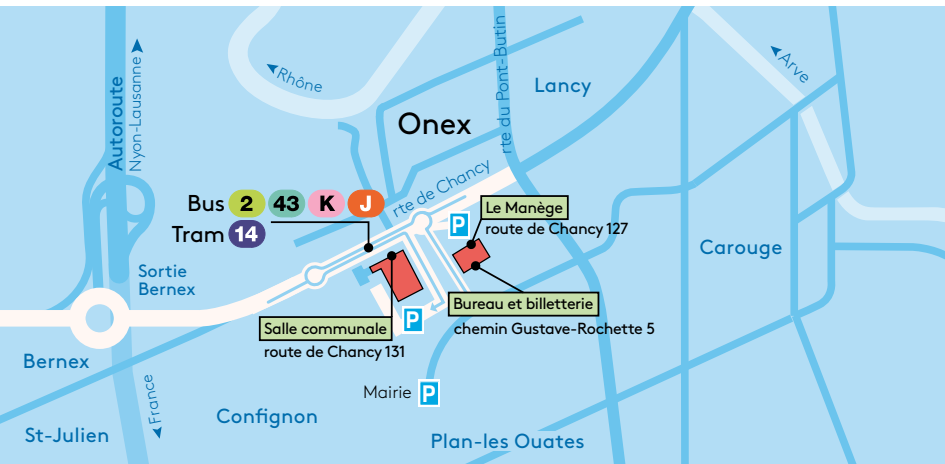 Autoroute
Nyon-Lausanne
Rhône
rte du Pont-Butin
Lancy
Arve
Onex
rte de Chancy
Bus 2 43 K J
Tram 14
P
Le Manège
route de Chancy 127
Carouge
Sortie
Bernex
Bureau et billetterie
chemin Gustave-Rochette 5
Salle communale
route de Chancy 131
P
Bernex
Mairie P
France
Confignon
St-Julien
Plan-les Ouates